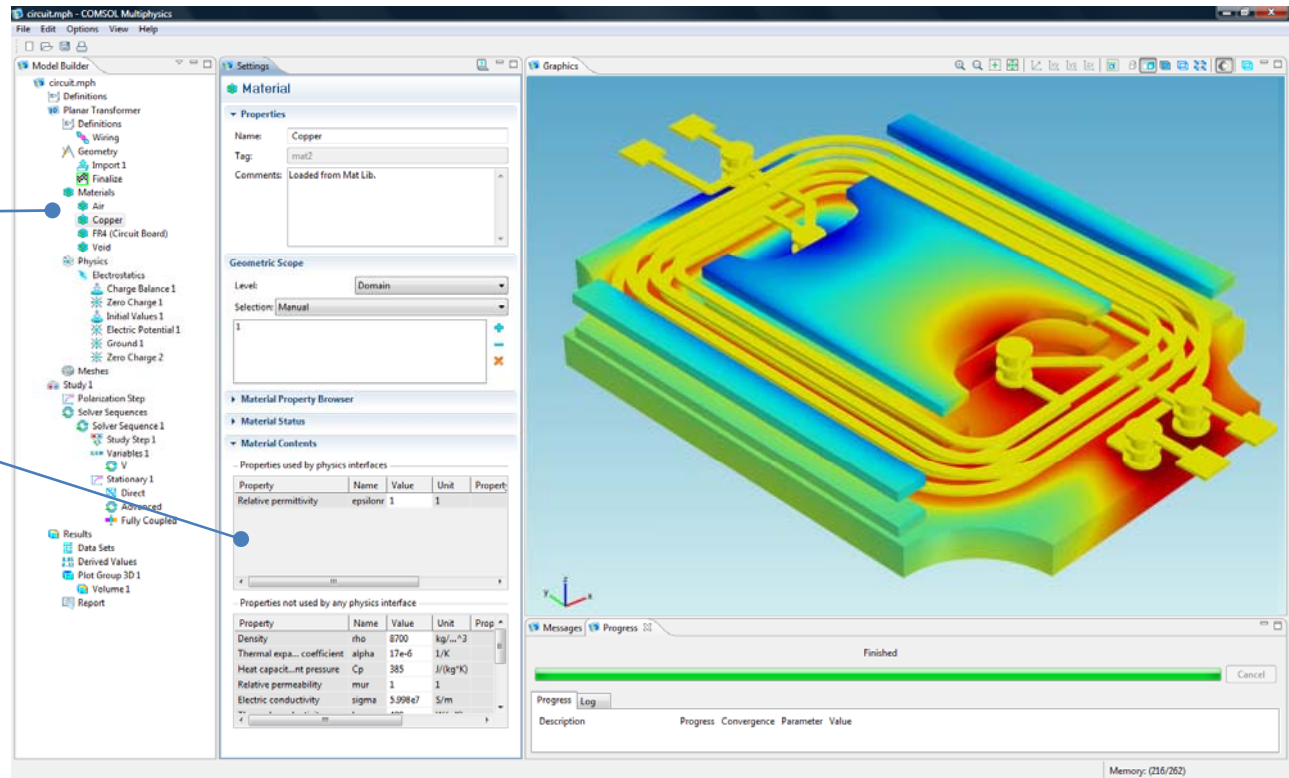 circuit.mph - COMSOL Multiphysics
File Edit Options View Help
Model Builder
circuit.mph
Definitions
Planar Transformer
Definitions
Wiring
Geometry
Import 1
Finalize
Materials
Air
Copper
FR4 (Circuit Board)
Void
Physics
Electrostatics
Charge Balance 1
Zero Charge 1
Initial Values 1
Electric Potential 1
Ground 1
Zero Charge 2
Meshes
Study 1
Polarization Step
Solver Sequences
Solver Sequence 1
Study Step 1
Variables 1
V
Stationary 1
Direct
Advanced
Fully Coupled
Results
Data Sets
Derived Values
Plot Group 3D 1
Volume 1
Report
Settings
Material
Properties
Name: Copper
Tag: mat2
Comments: Loaded from Mat Lib.
Geometric Scope
Level: Domain
Selection: Manual
1
Material Property Browser
Material Status
Material Contents
Properties used by physics interfaces
Property Name Value Unit Propert
Relative permittivity epsilonr 1 1
Properties not used by any physics interface
Property Name Value Unit Prop
Density rho 8700 kg/...^3
Thermal expa... coefficient alpha 17e-6 1/K
Heat capacit...nt pressure Cp 385 J/(kg*K)
Relative permeability mur 1 1
Electric conductivity sigma 5.998e7 S/m
Graphics
z
y x
Messages Progress
Finished
Cancel
Progress Log
Description Progress Convergence Parameter Value
Memory: (216/262)